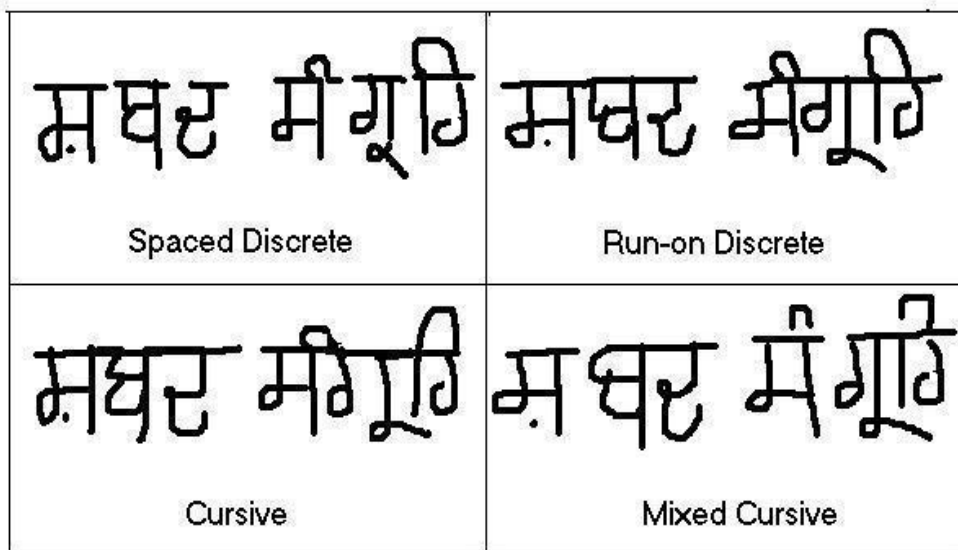 ਸ਼ਬਦ ਸੰਗ੍ਰਹਿ
Spaced Discrete
ਸ਼ਬਦ ਸੰਗ੍ਰਹਿ
Run-on Discrete
ਸ਼ਬਦ ਸੰਗ੍ਰਹਿ
Cursive
ਸ਼ਬਦ ਸੰਗ੍ਰਹਿ
Mixed Cursive